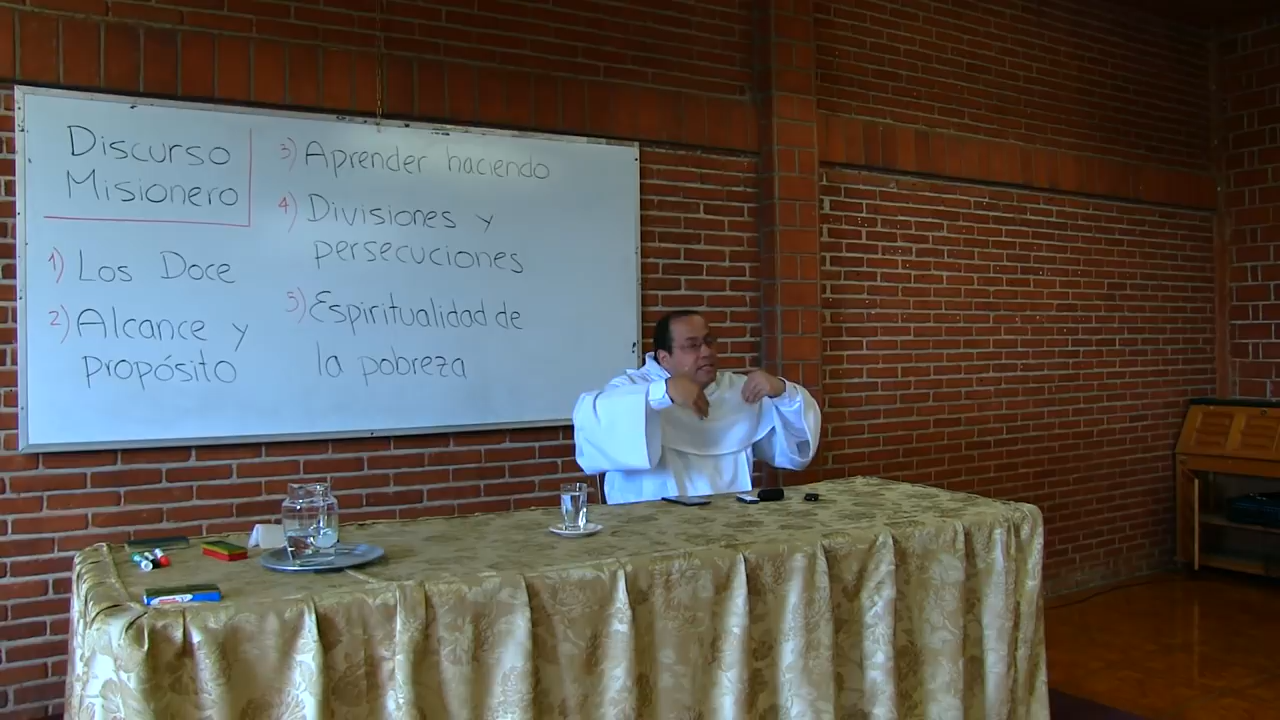 Discurso
Misionero
1) Los Doce
2) Alcance y
propósito
3) Aprender haciendo
4) Divisiones y
persecuciones
5) Espiritualidad de
la pobreza